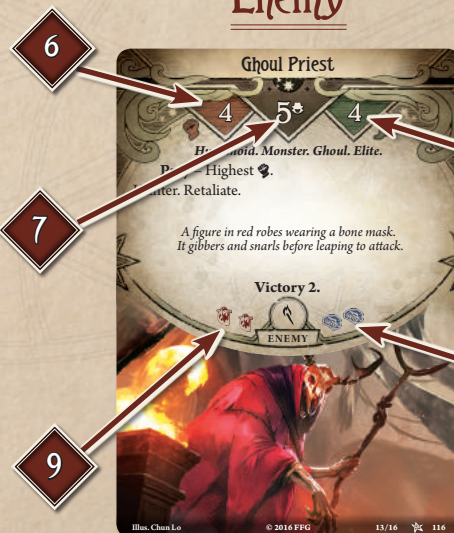 Enemy
6
Ghoul Priest
4 5 4
Monster. Ghoul. Elite.
– Highest
Retaliate.
7
A figure in red robes wearing a bone mask.
It gibbers and snarls before leaping to attack.
Victory 2.
ENEMY
9
Illus. Chun Lo © 2016 FFG 13/16 116